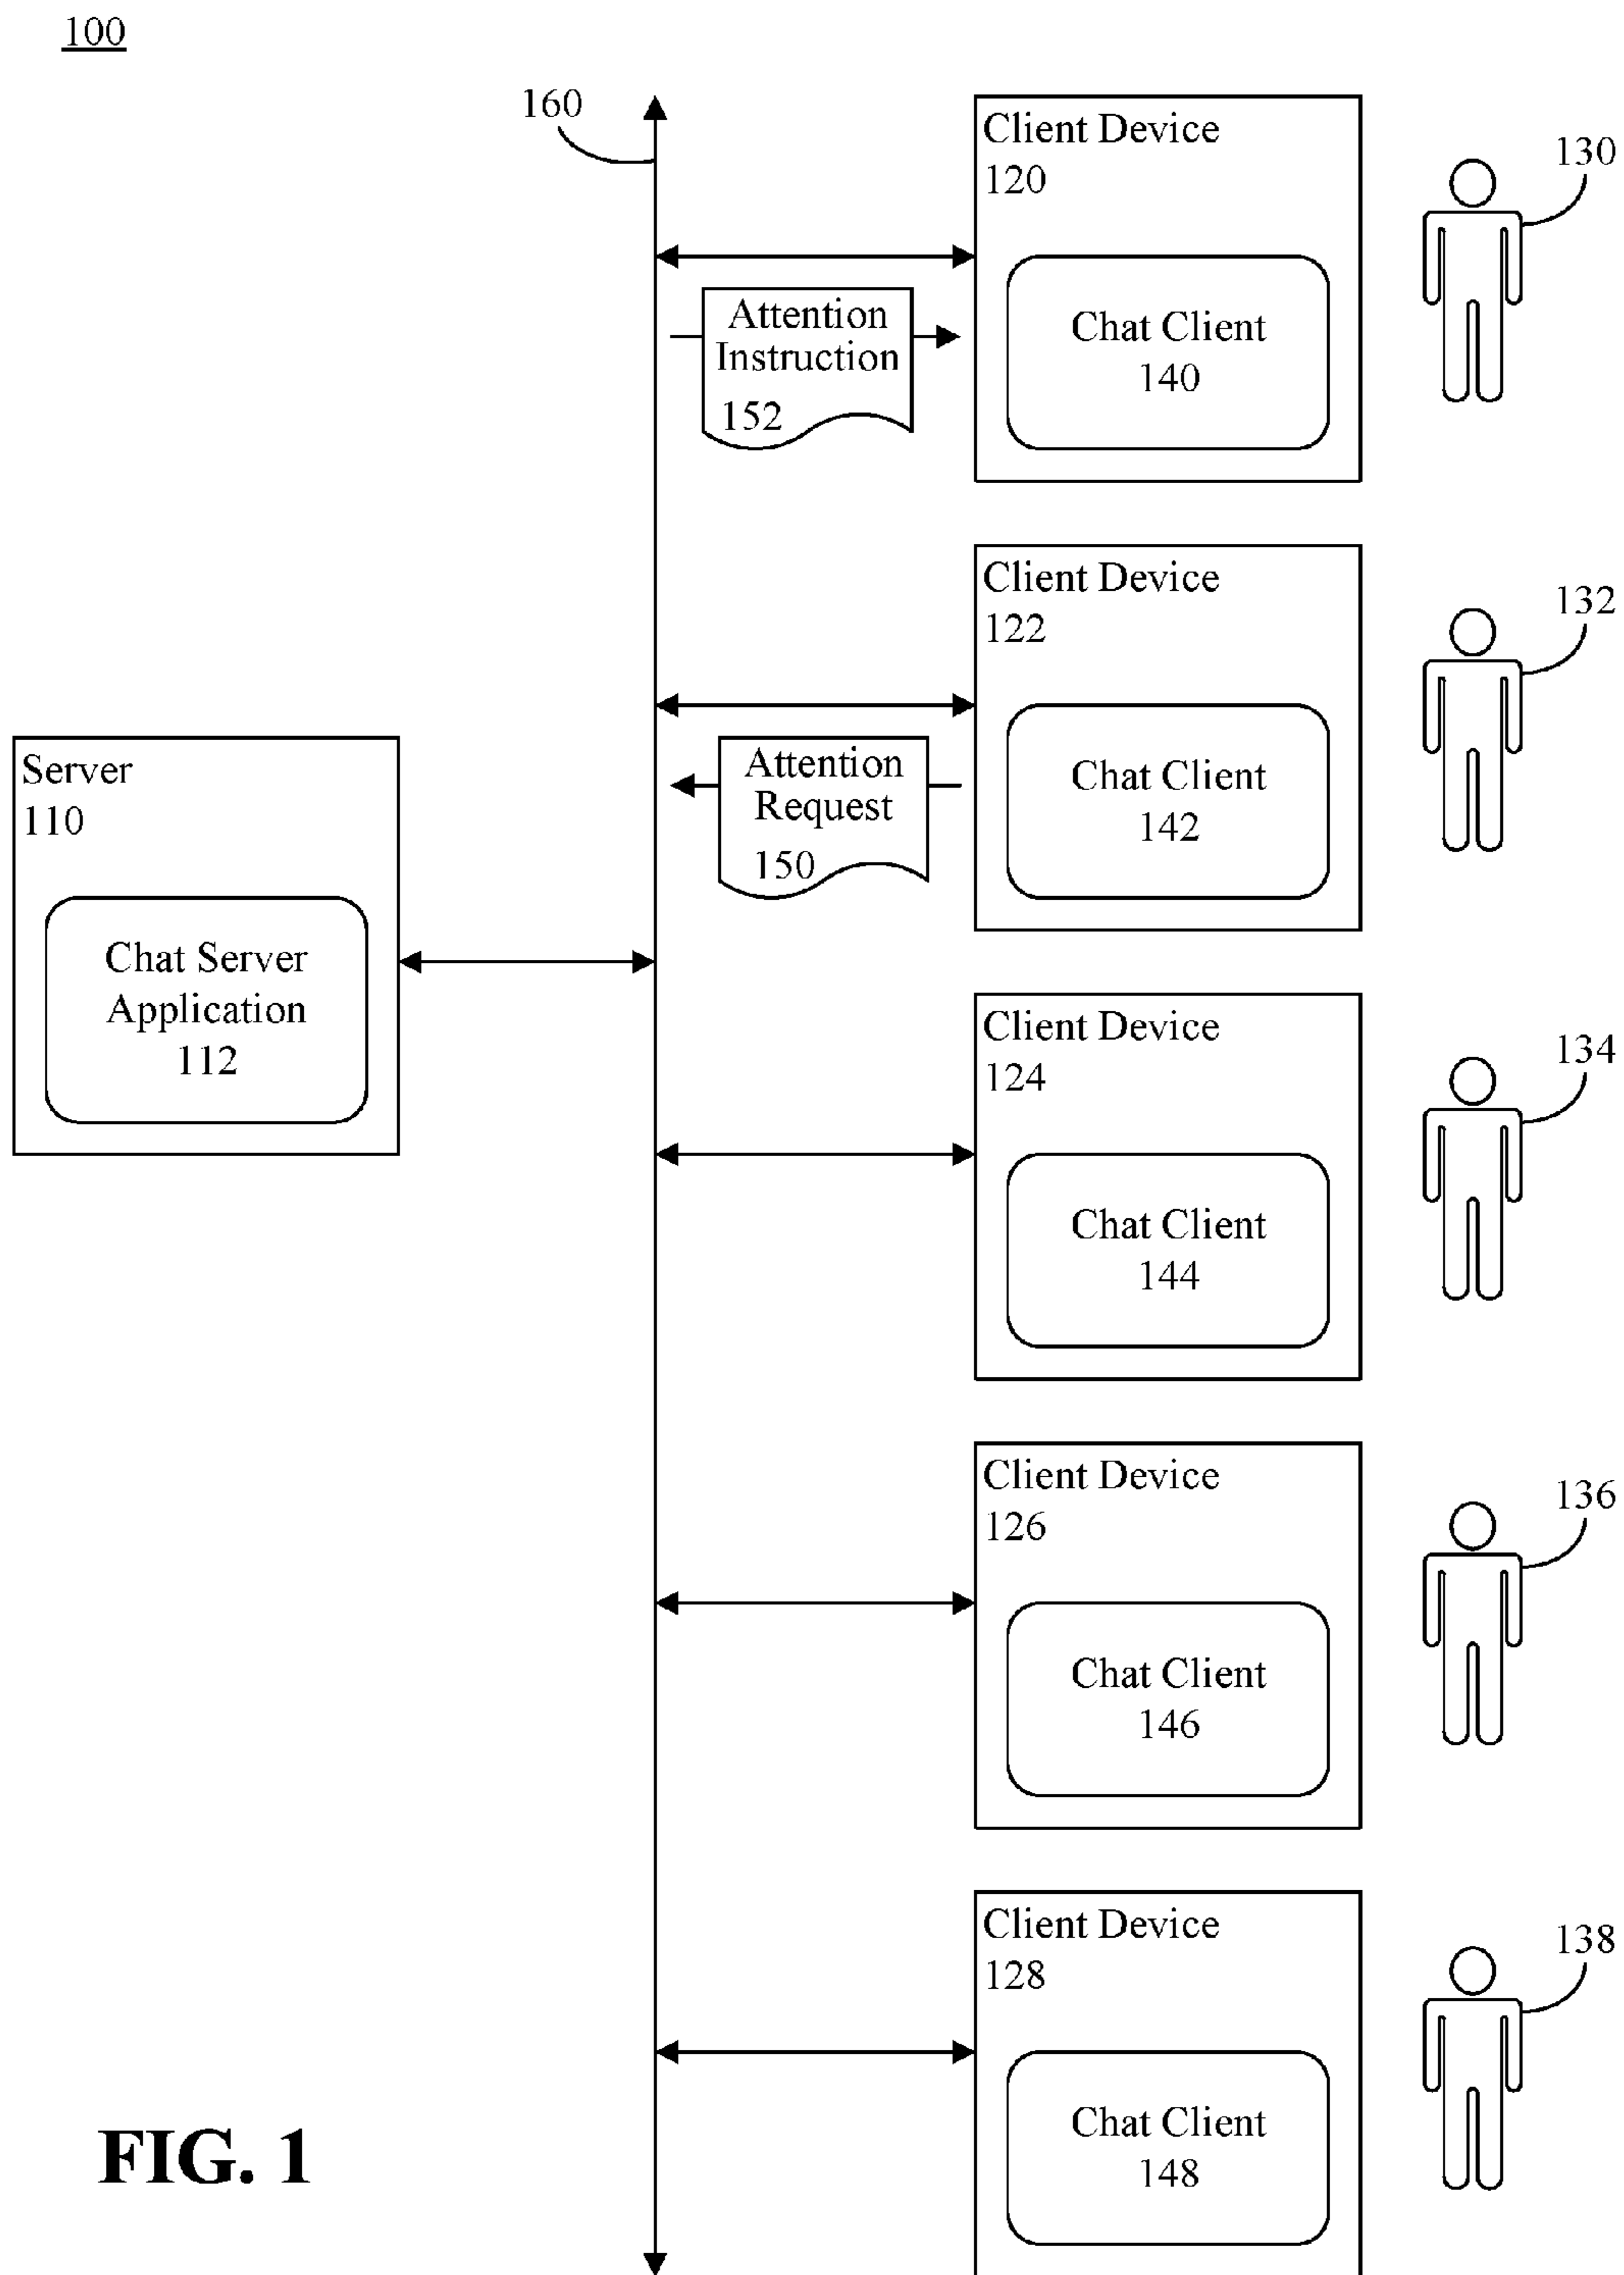 100
160
Client Device
120
130
Attention
Instruction
152
Chat Client
140
Client Device
122
132
Attention
Request
150
Chat Client
142
Server
110
Chat Server
Application
112
Client Device
124
134
Chat Client
144
Client Device
126
136
Chat Client
146
Client Device
128
138
Chat Client
148
FIG. 1